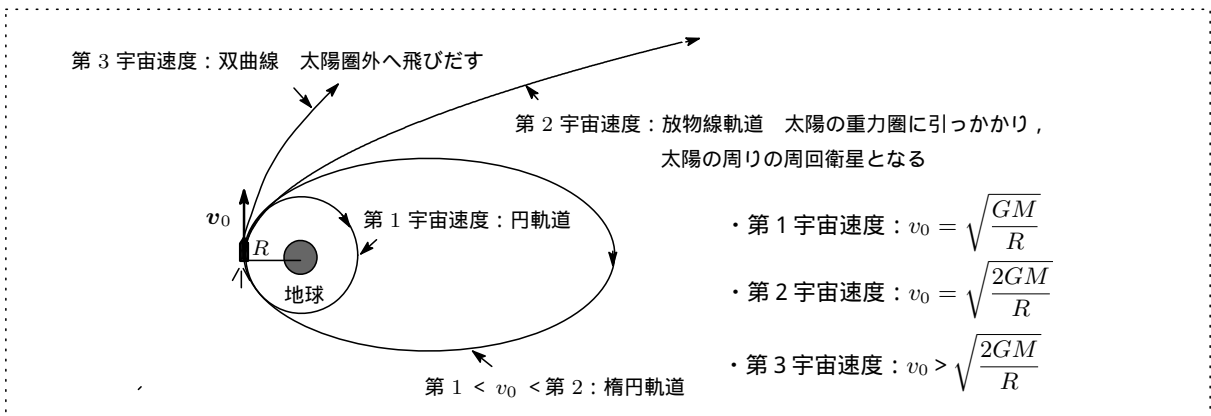 第 3 宇宙速度：双曲線　太陽圏外へ飛びだす
第 2 宇宙速度：放物線軌道　太陽の重力圏に引っかかり，
太陽の周りの周回衛星となる
v₀
第 1 宇宙速度：円軌道
R
地球
・第 1 宇宙速度：v₀ = √(GM/R)
・第 2 宇宙速度：v₀ = √(2GM/R)
・第 3 宇宙速度：v₀ > √(2GM/R)
第 1 < v₀ < 第 2：楕円軌道